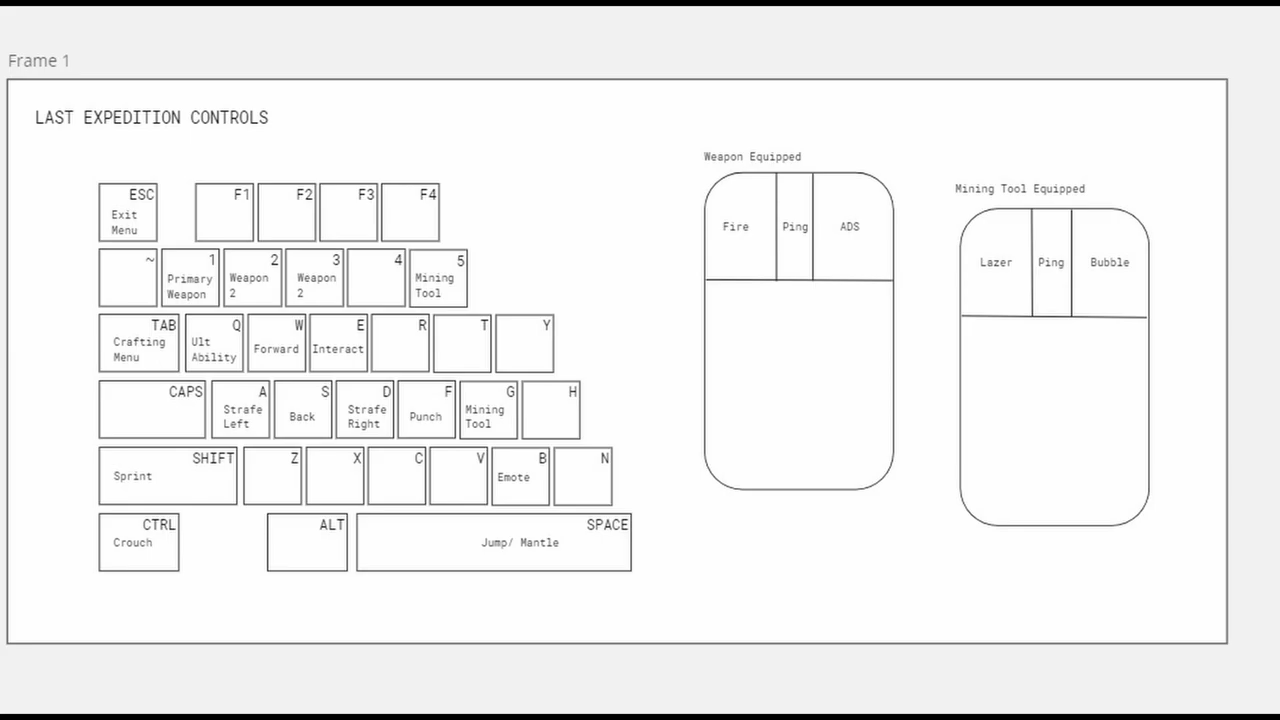 Frame 1
LAST EXPEDITION CONTROLS
Weapon Equipped
Fire Ping ADS
Mining Tool Equipped
Lazer Ping Bubble
ESC
Exit
Menu
F1
F2
F3
F4
~
1
Primary
Weapon
2
Weapon
2
3
Weapon
2
4
5
Mining
Tool
TAB
Crafting
Menu
Q
Ult
Ability
W
Forward
E
Interact
R
T
Y
CAPS
A
Strafe
Left
S
Back
D
Strafe
Right
F
Punch
G
Mining
Tool
H
SHIFT
Sprint
Z
X
C
V
B
Emote
N
CTRL
Crouch
ALT
SPACE
Jump/ Mantle